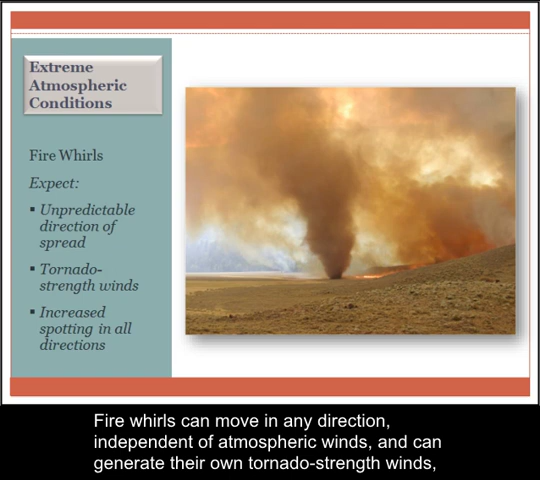 Extreme
Atmospheric
Conditions
Fire Whirls
Expect:
▪ Unpredictable
direction of
spread
▪ Tornado-
strength winds
▪ Increased
spotting in all
directions
Fire whirls can move in any direction,
independent of atmospheric winds, and can
generate their own tornado-strength winds,